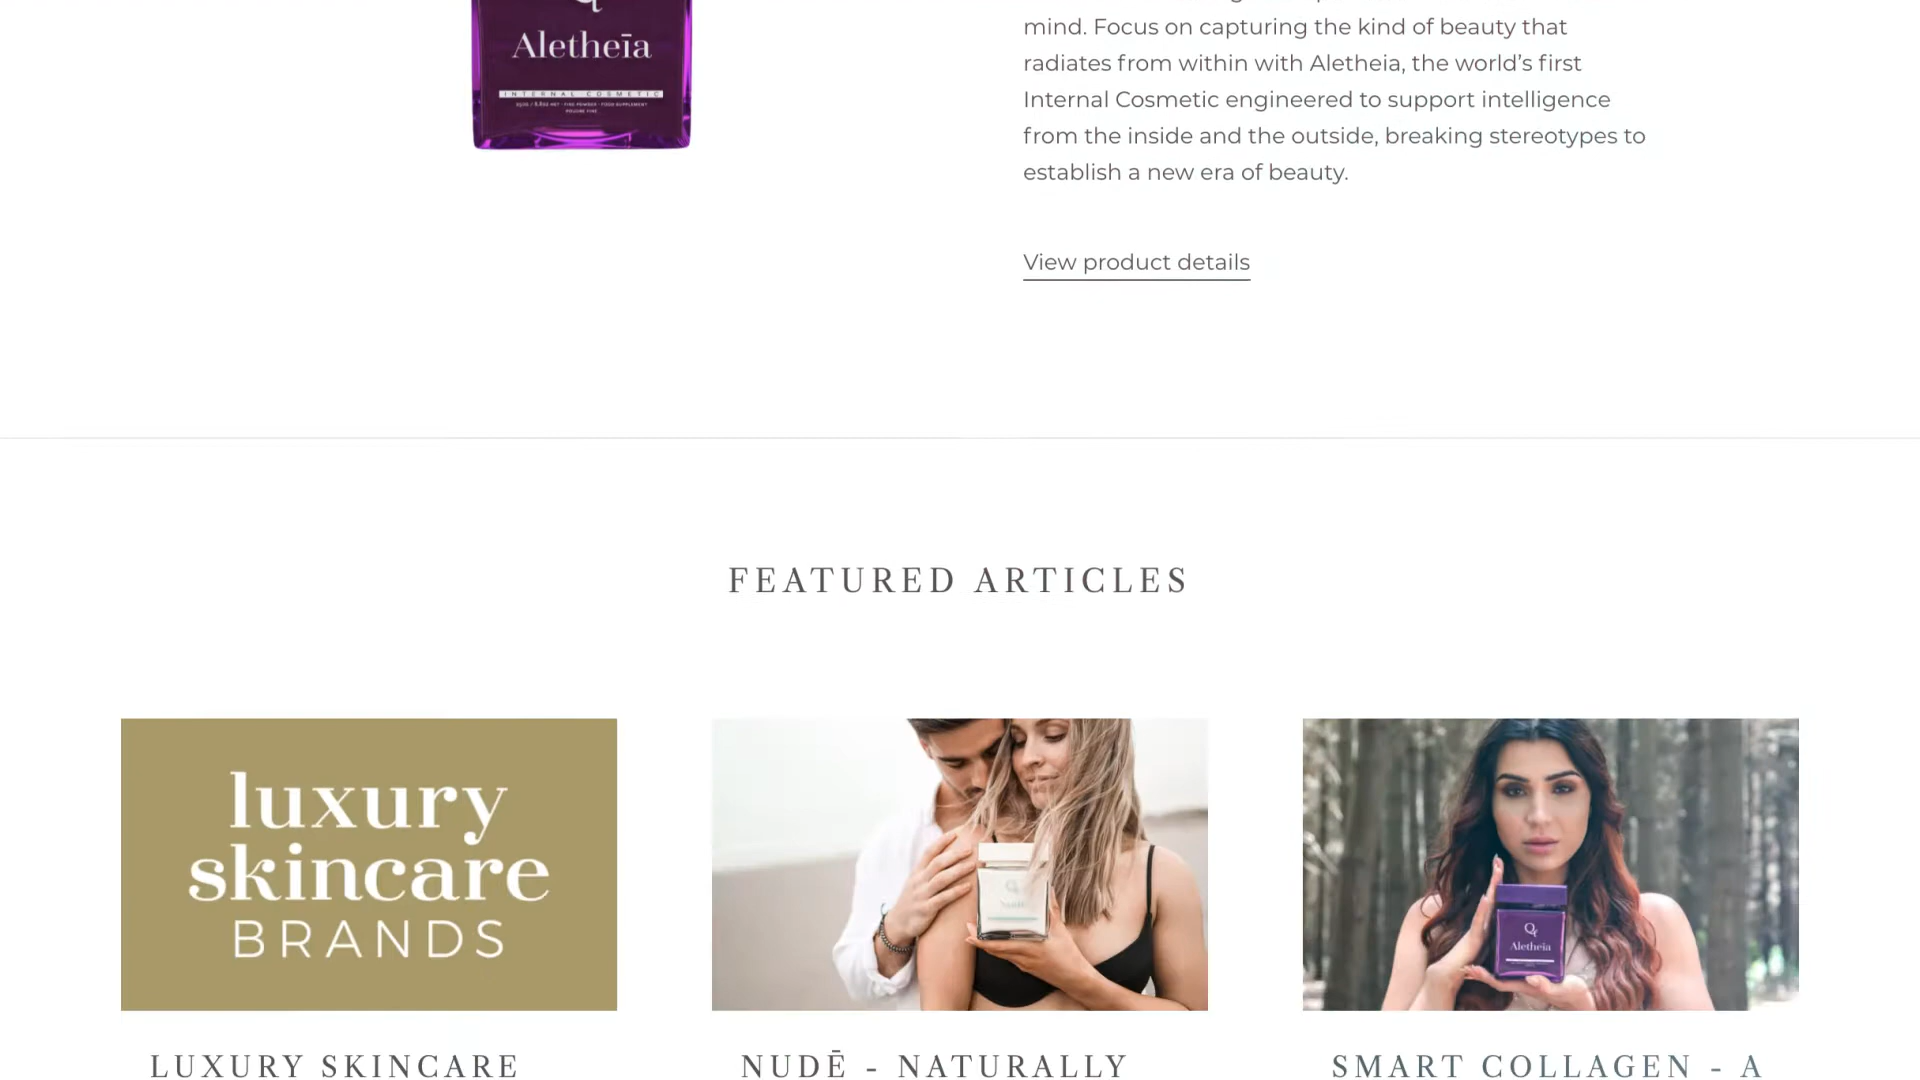 Aletheīa
INTERNAL COSMETIC
mind. Focus on capturing the kind of beauty that
radiates from within with Aletheia, the world’s first
Internal Cosmetic engineered to support intelligence
from the inside and the outside, breaking stereotypes to
establish a new era of beauty.
View product details
FEATURED ARTICLES
luxury
skincare
BRANDS
Aletheia
LUXURY SKINCARE
NUDĒ - NATURALLY
SMART COLLAGEN - A